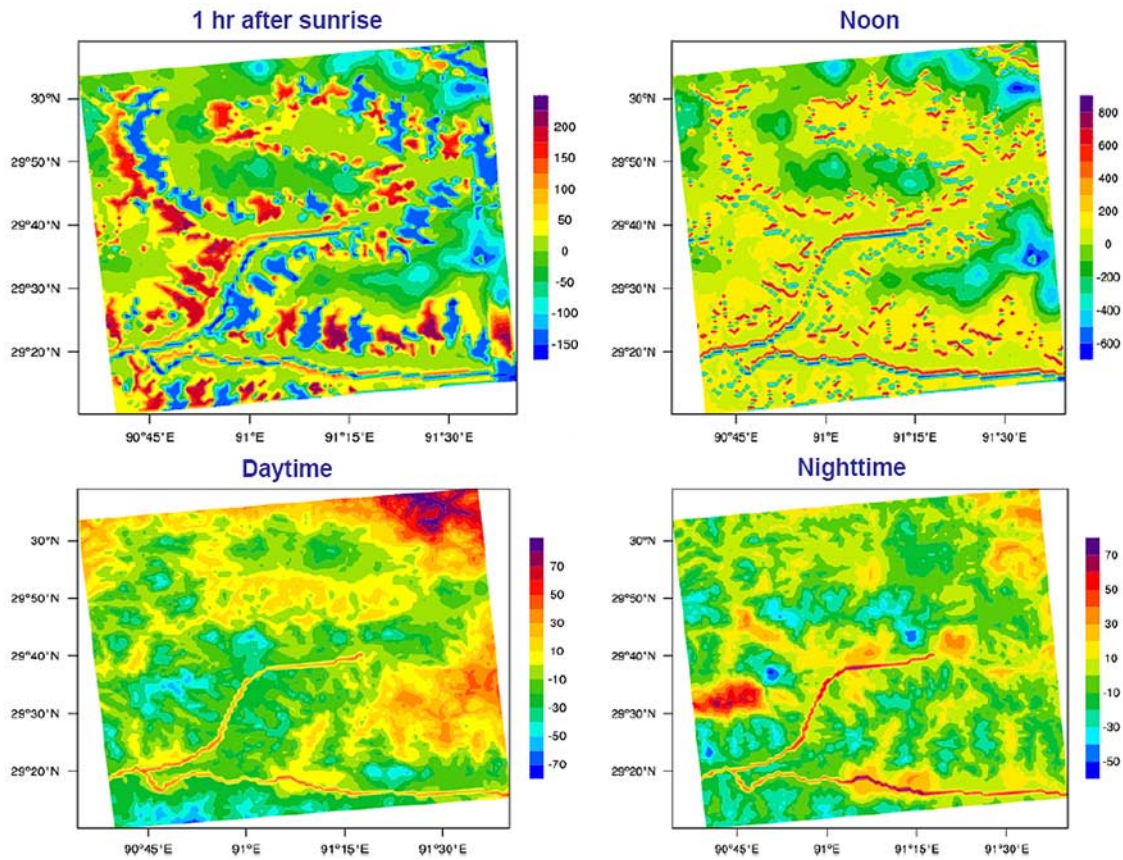 1 hr after sunrise
30°N
29°50'N
29°40'N
29°30'N
29°20'N
90°45'E 91°E 91°15'E 91°30'E
200
150
100
50
0
-50
-100
-150
Noon
30°N
29°50'N
29°40'N
29°30'N
29°20'N
90°45'E 91°E 91°15'E 91°30'E
800
600
400
200
0
-200
-400
-600
Daytime
30°N
29°50'N
29°40'N
29°30'N
29°20'N
90°45'E 91°E 91°15'E 91°30'E
70
50
30
10
-10
-30
-50
-70
Nighttime
30°N
29°50'N
29°40'N
29°30'N
29°20'N
90°45'E 91°E 91°15'E 91°30'E
70
50
30
10
-10
-30
-50